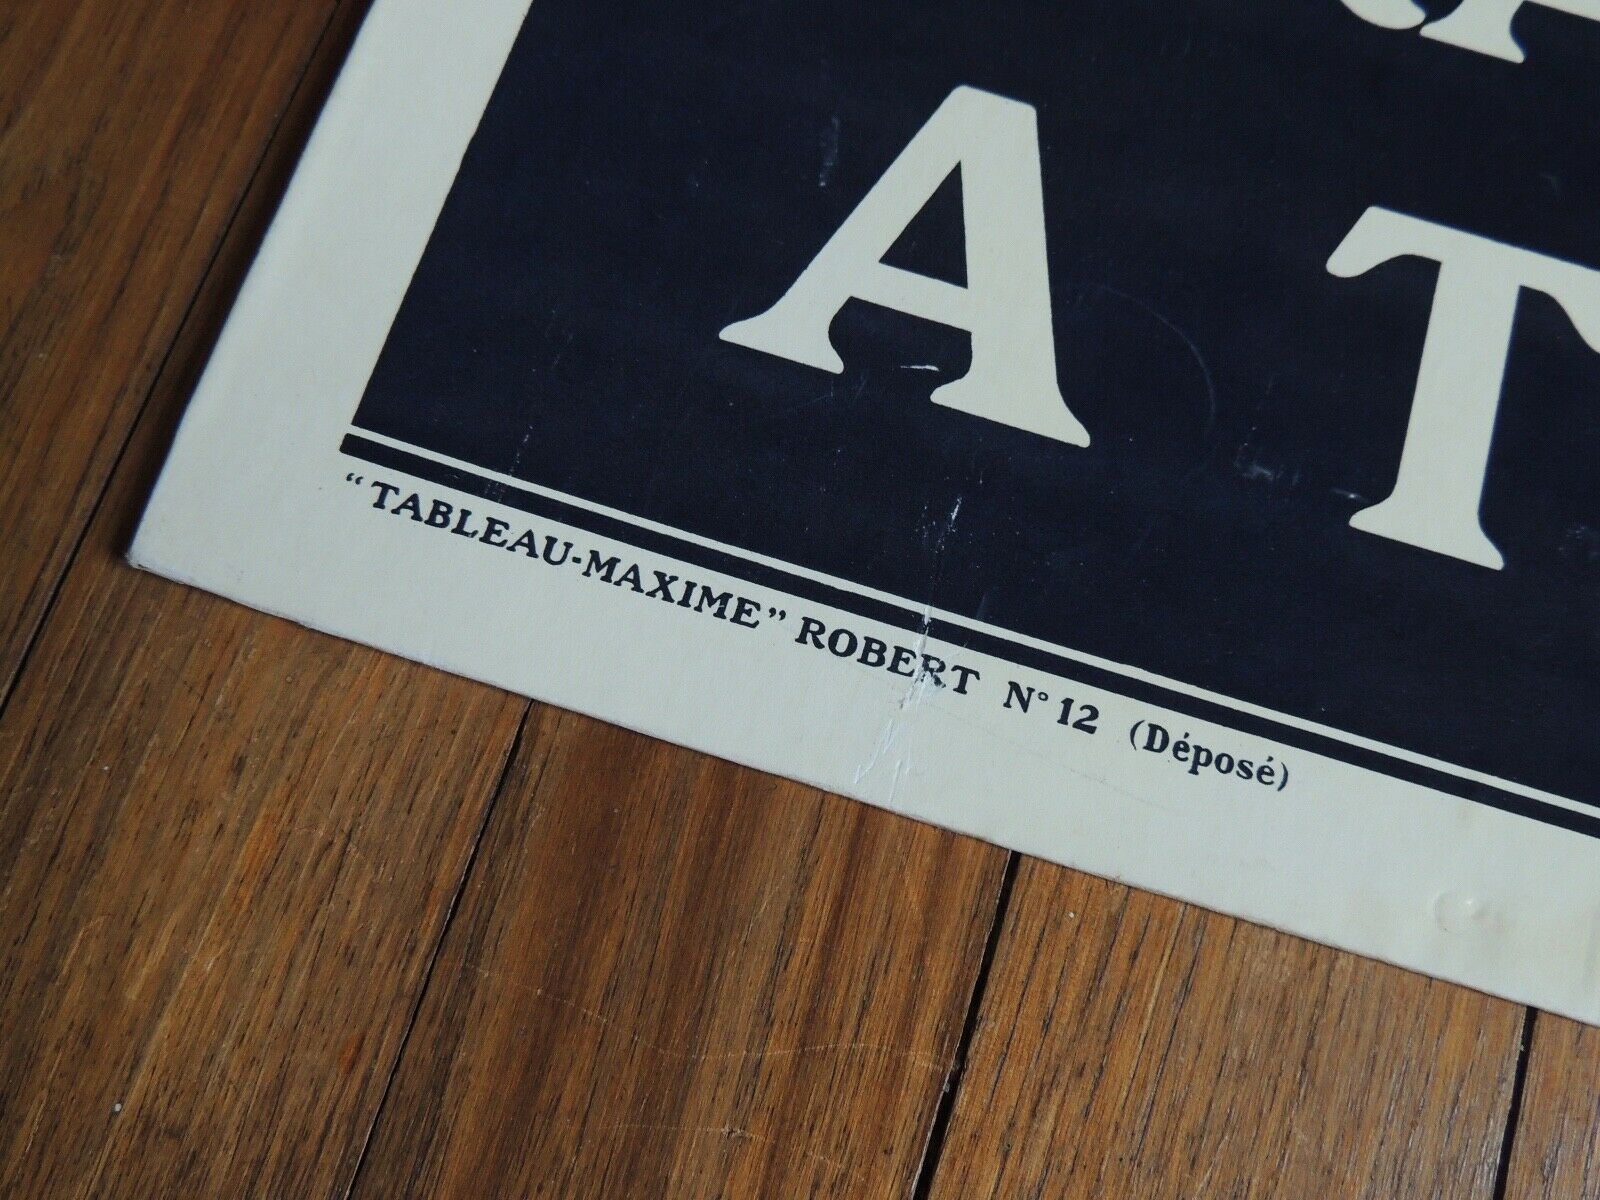 A T
“TABLEAU-MAXIME” ROBERT N° 12 (Déposé)